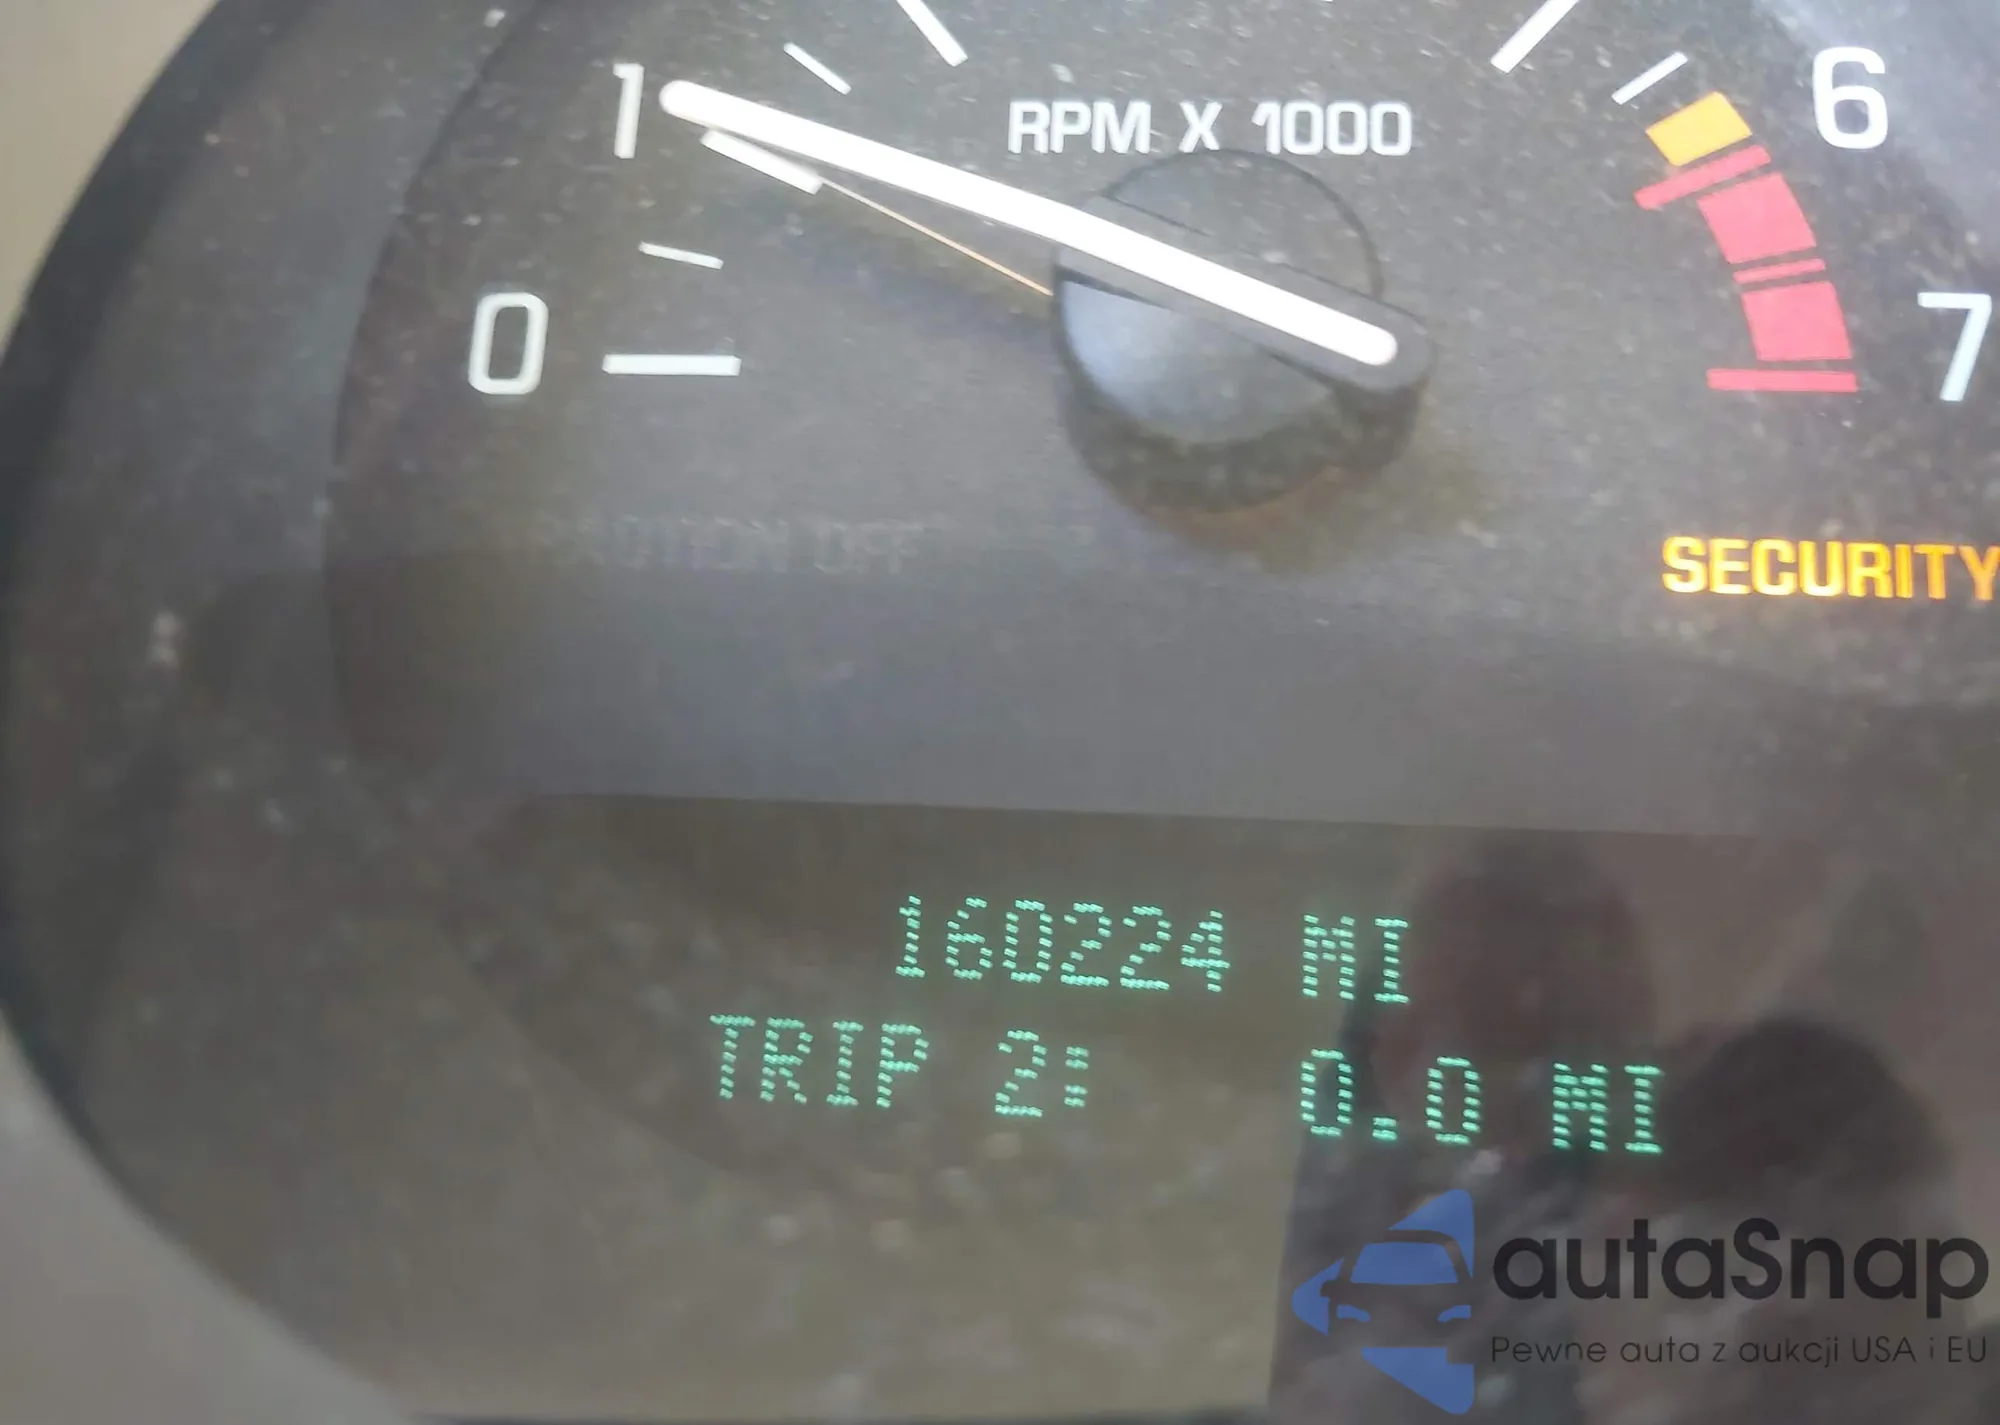 1
RPM X 1000
6
0
7
SECURITY
160224 MI
TRIP 2: 0.0 MI
autaSnap
Pewne auta z aukcji USA i EU